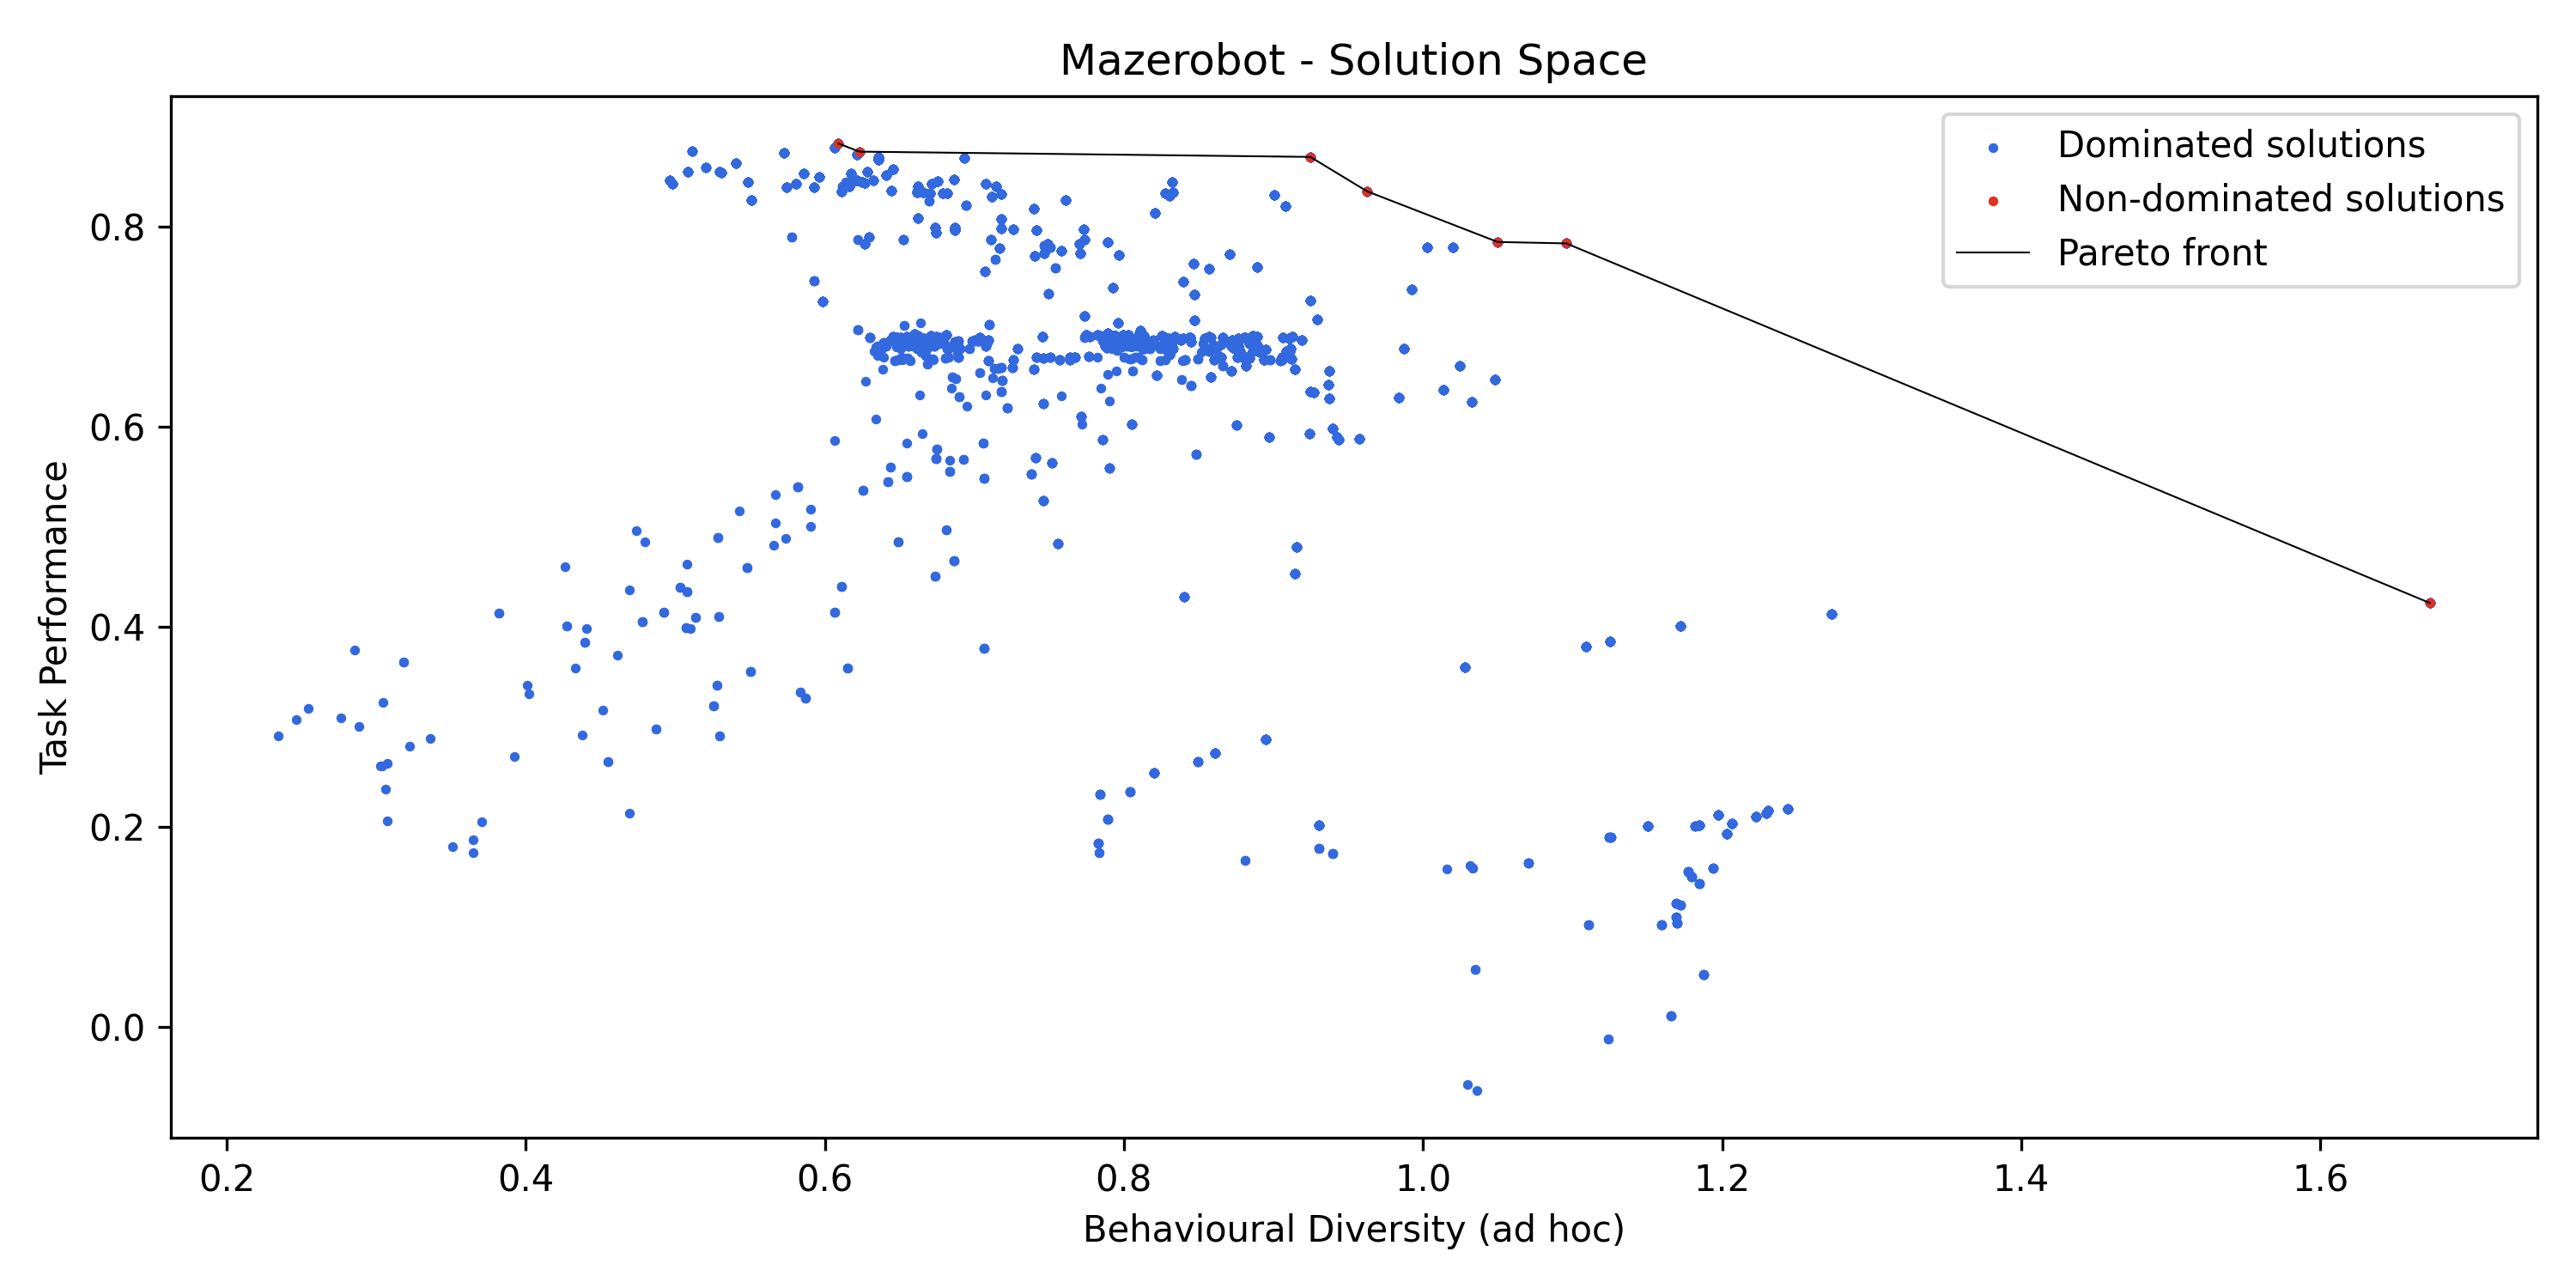 Mazerobot - Solution Space
Dominated solutions
Non-dominated solutions
Pareto front
Task Performance
0.8
0.6
0.4
0.2
0.0
0.2 0.4 0.6 0.8 1.0 1.2 1.4 1.6
Behavioural Diversity (ad hoc)